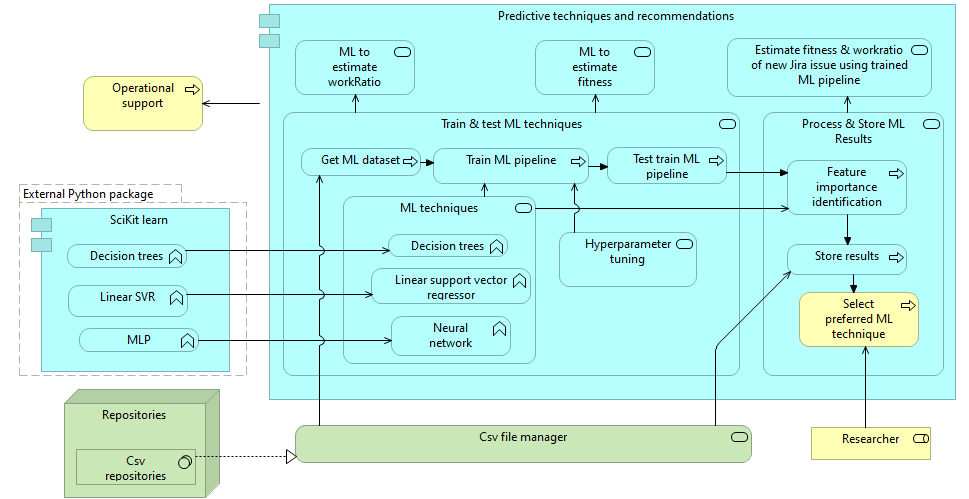 Predictive techniques and recommendations
ML to
estimate
workRatio
ML to
estimate
fitness
Estimate fitness & workratio
of new Jira issue using trained
ML pipeline
Operational
support
Train & test ML techniques
Process & Store ML
Results
Get ML dataset
Train ML pipeline
Test train ML
pipeline
Feature
importance
identification
External Python package
SciKit learn
ML techniques
Decision trees
Decision trees
Hyperparameter
tuning
Store results
Linear SVR
Linear support vector
regressor
MLP
Neural
network
Select
preferred ML
technique
Repositories
Csv
repositories
Csv file manager
Researcher